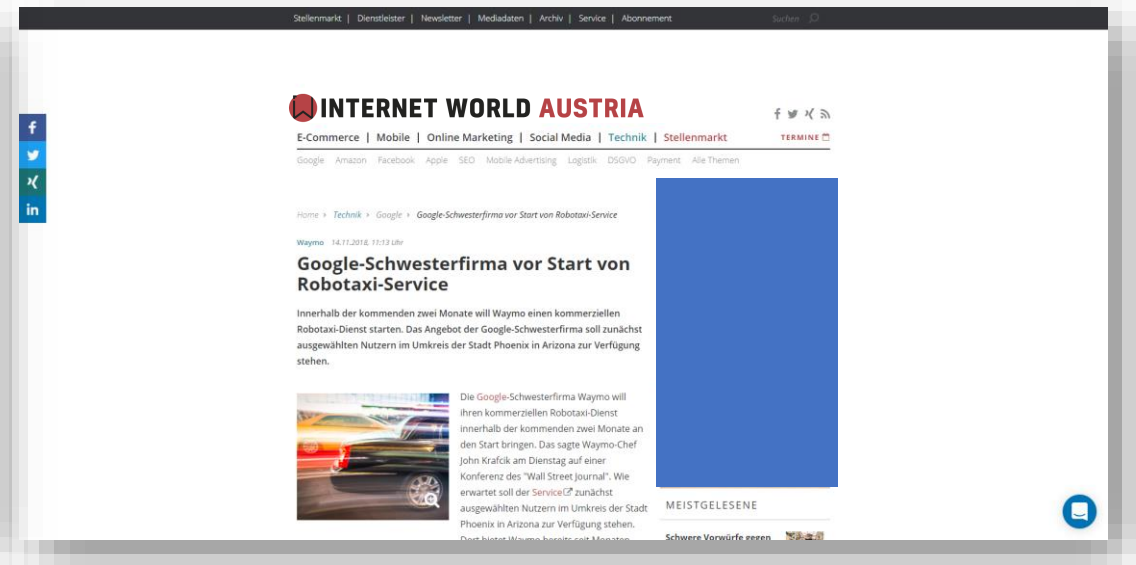 Stellenmarkt | Dienstleister | Newsletter | Mediadaten | Archiv | Service | Abonnement Suchen
INTERNET WORLD AUSTRIA
E-Commerce | Mobile | Online Marketing | Social Media | Technik | Stellenmarkt TERMINE
Google Amazon Facebook Apple SEO Mobile Advertising Logistik DSGVO Payment Alle Themen
Home › Technik › Google › Google-Schwesterfirma vor Start von Robotaxi-Service
Waymo 14.11.2018, 11:13 Uhr
Google-Schwesterfirma vor Start von
Robotaxi-Service
Innerhalb der kommenden zwei Monate will Waymo einen kommerziellen
Robotaxi-Dienst starten. Das Angebot der Google-Schwesterfirma soll zunächst
ausgewählten Nutzern im Umkreis der Stadt Phoenix in Arizona zur Verfügung
stehen.
Die Google-Schwesterfirma Waymo will
ihren kommerziellen Robotaxi-Dienst
innerhalb der kommenden zwei Monate an
den Start bringen. Das sagte Waymo-Chef
John Krafcik am Dienstag auf einer
Konferenz des "Wall Street Journal". Wie
erwartet soll der Service zunächst
ausgewählten Nutzern im Umkreis der Stadt
Phoenix in Arizona zur Verfügung stehen.
Dort bietet Waymo bereits seit Monaten
MEISTGELESENE
Schwere Vorwürfe gegen